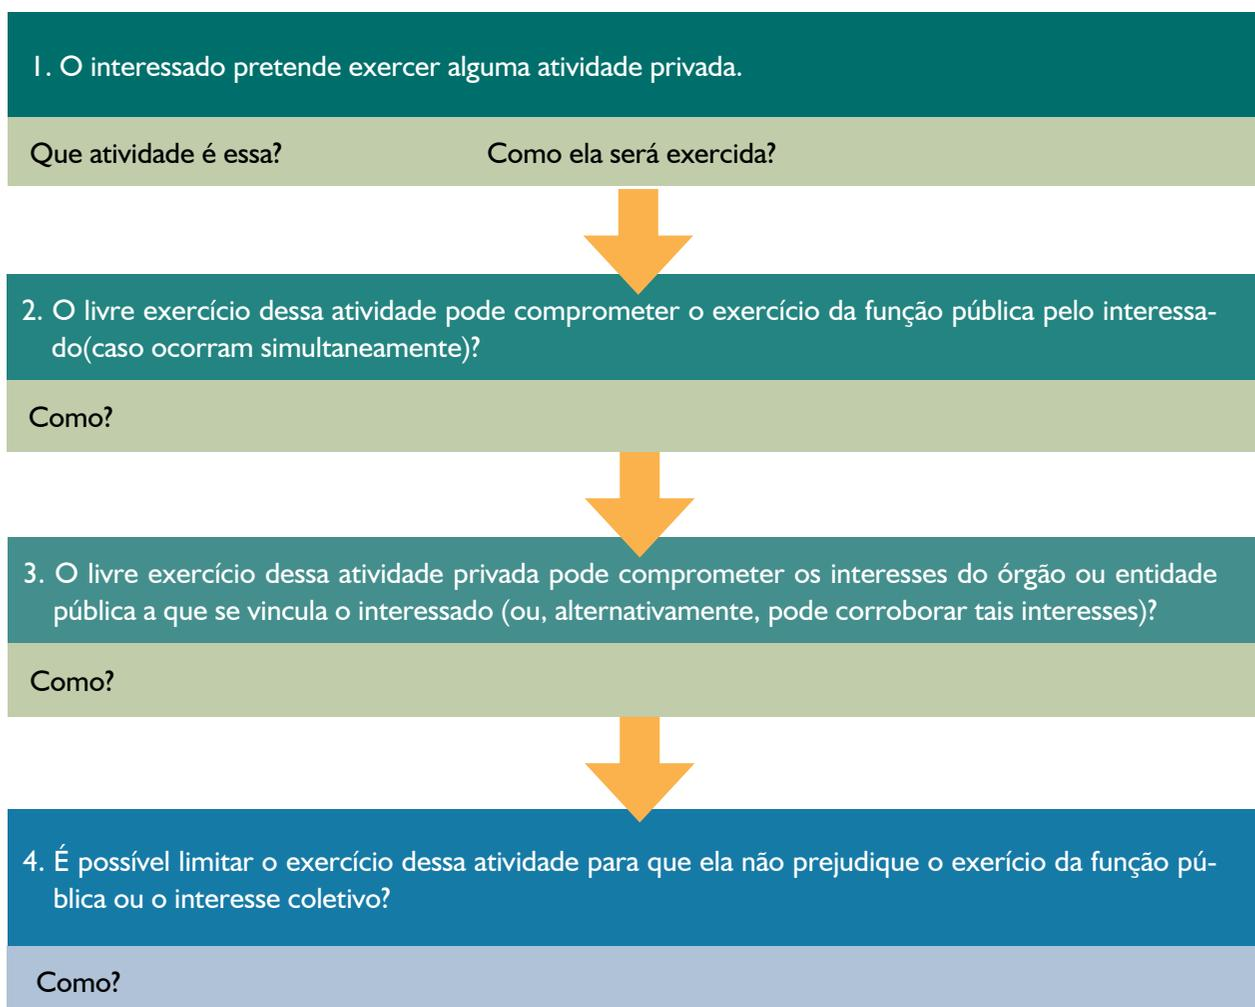 1. O interessado pretende exercer alguma atividade privada.
Que atividade é essa? Como ela será exercida?
2. O livre exercício dessa atividade pode comprometer o exercício da função pública pelo interessa-
do(caso ocorram simultaneamente)?
Como?
3. O livre exercício dessa atividade privada pode comprometer os interesses do órgão ou entidade
pública a que se vincula o interessado (ou, alternativamente, pode corroborar tais interesses)?
Como?
4. É possível limitar o exercício dessa atividade para que ela não prejudique o exerício da função pú-
blica ou o interesse coletivo?
Como?